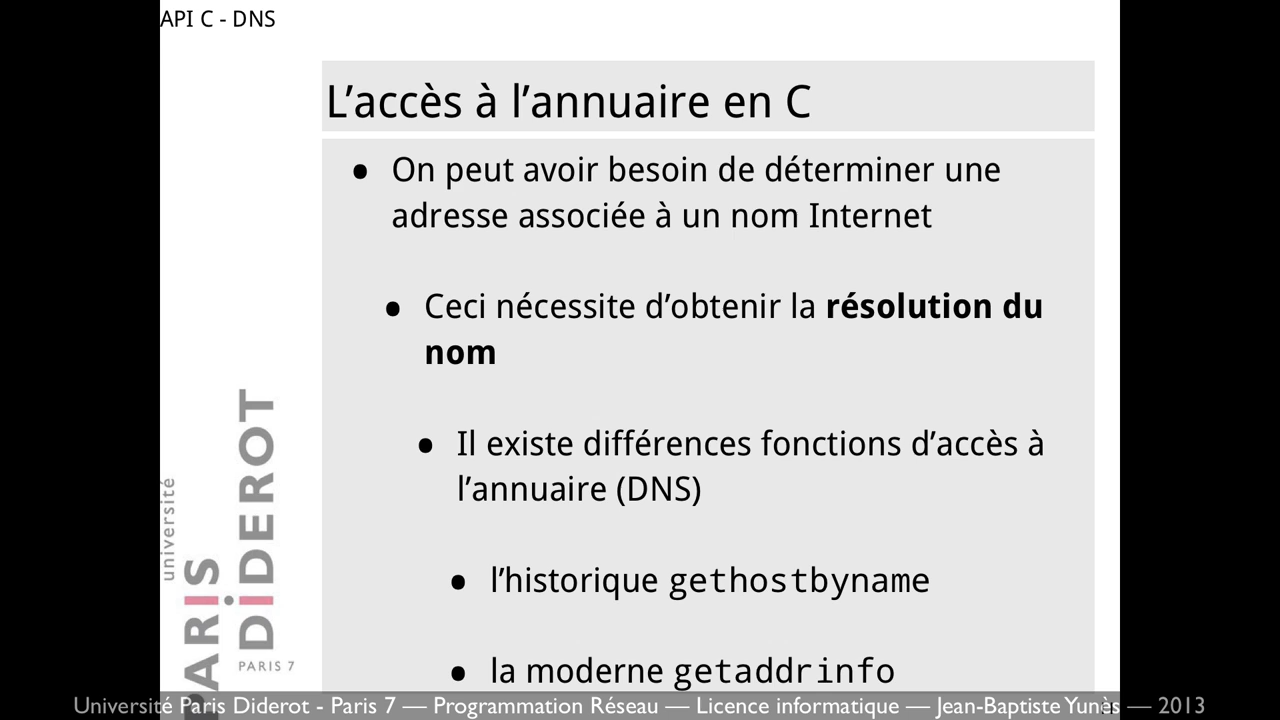 API C - DNS
L’accès à l’annuaire en C
• On peut avoir besoin de déterminer une
adresse associée à un nom Internet
• Ceci nécessite d’obtenir la résolution du
nom
• Il existe différences fonctions d’accès à
l’annuaire (DNS)
• l’historique gethostbyname
• la moderne getaddrinfo
université
PARIS
DiDEROT
PARIS 7
Université Paris Diderot - Paris 7 — Programmation Réseau — Licence informatique — Jean-Baptiste Yunès — 2013